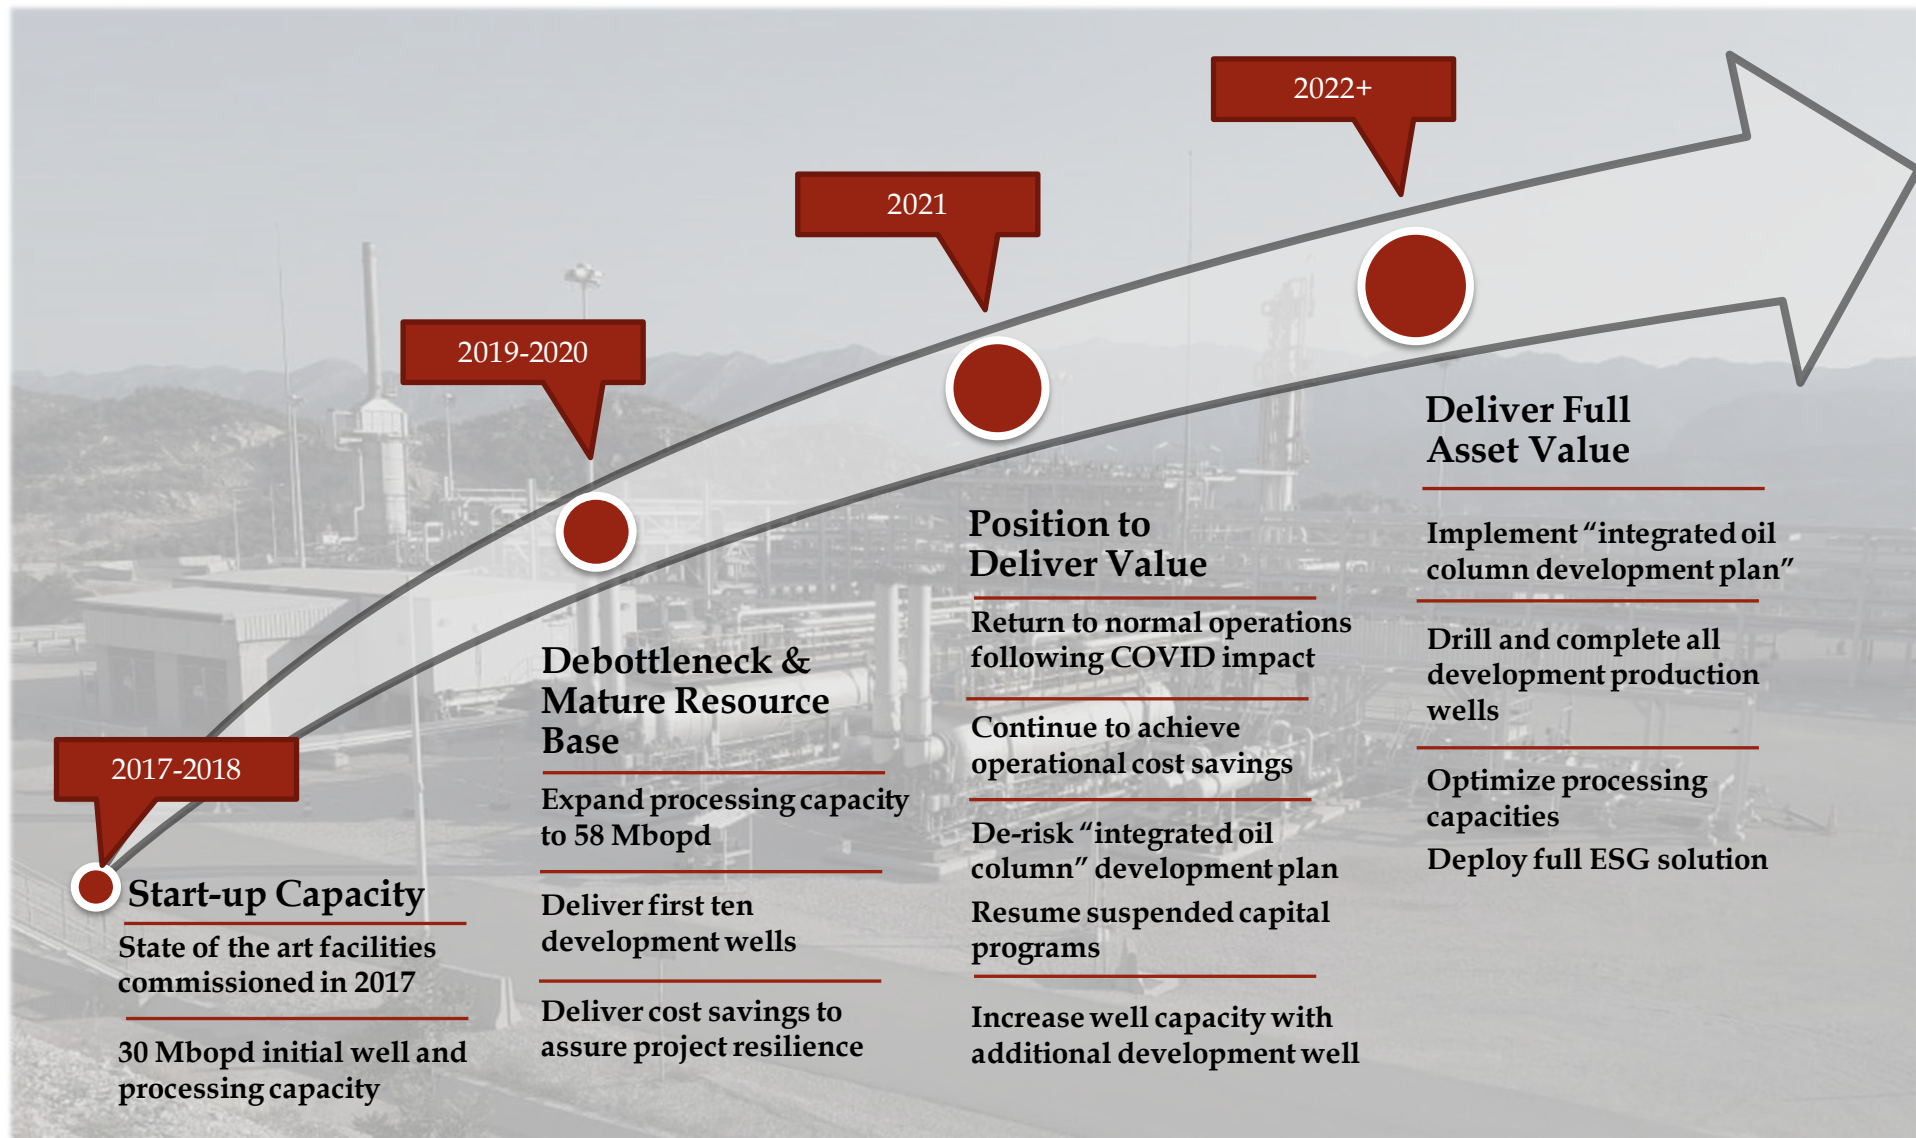 2017-2018
Start-up Capacity
State of the art facilities
commissioned in 2017
30 Mbopd initial well and
processing capacity
2019-2020
Debottleneck &
Mature Resource
Base
Expand processing capacity
to 58 Mbopd
Deliver first ten
development wells
Deliver cost savings to
assure project resilience
2021
Position to
Deliver Value
Return to normal operations
following COVID impact
Continue to achieve
operational cost savings
De-risk “integrated oil
column” development plan
Resume suspended capital
programs
Increase well capacity with
additional development well
2022+
Deliver Full
Asset Value
Implement “integrated oil
column development plan”
Drill and complete all
development production
wells
Optimize processing
capacities
Deploy full ESG solution